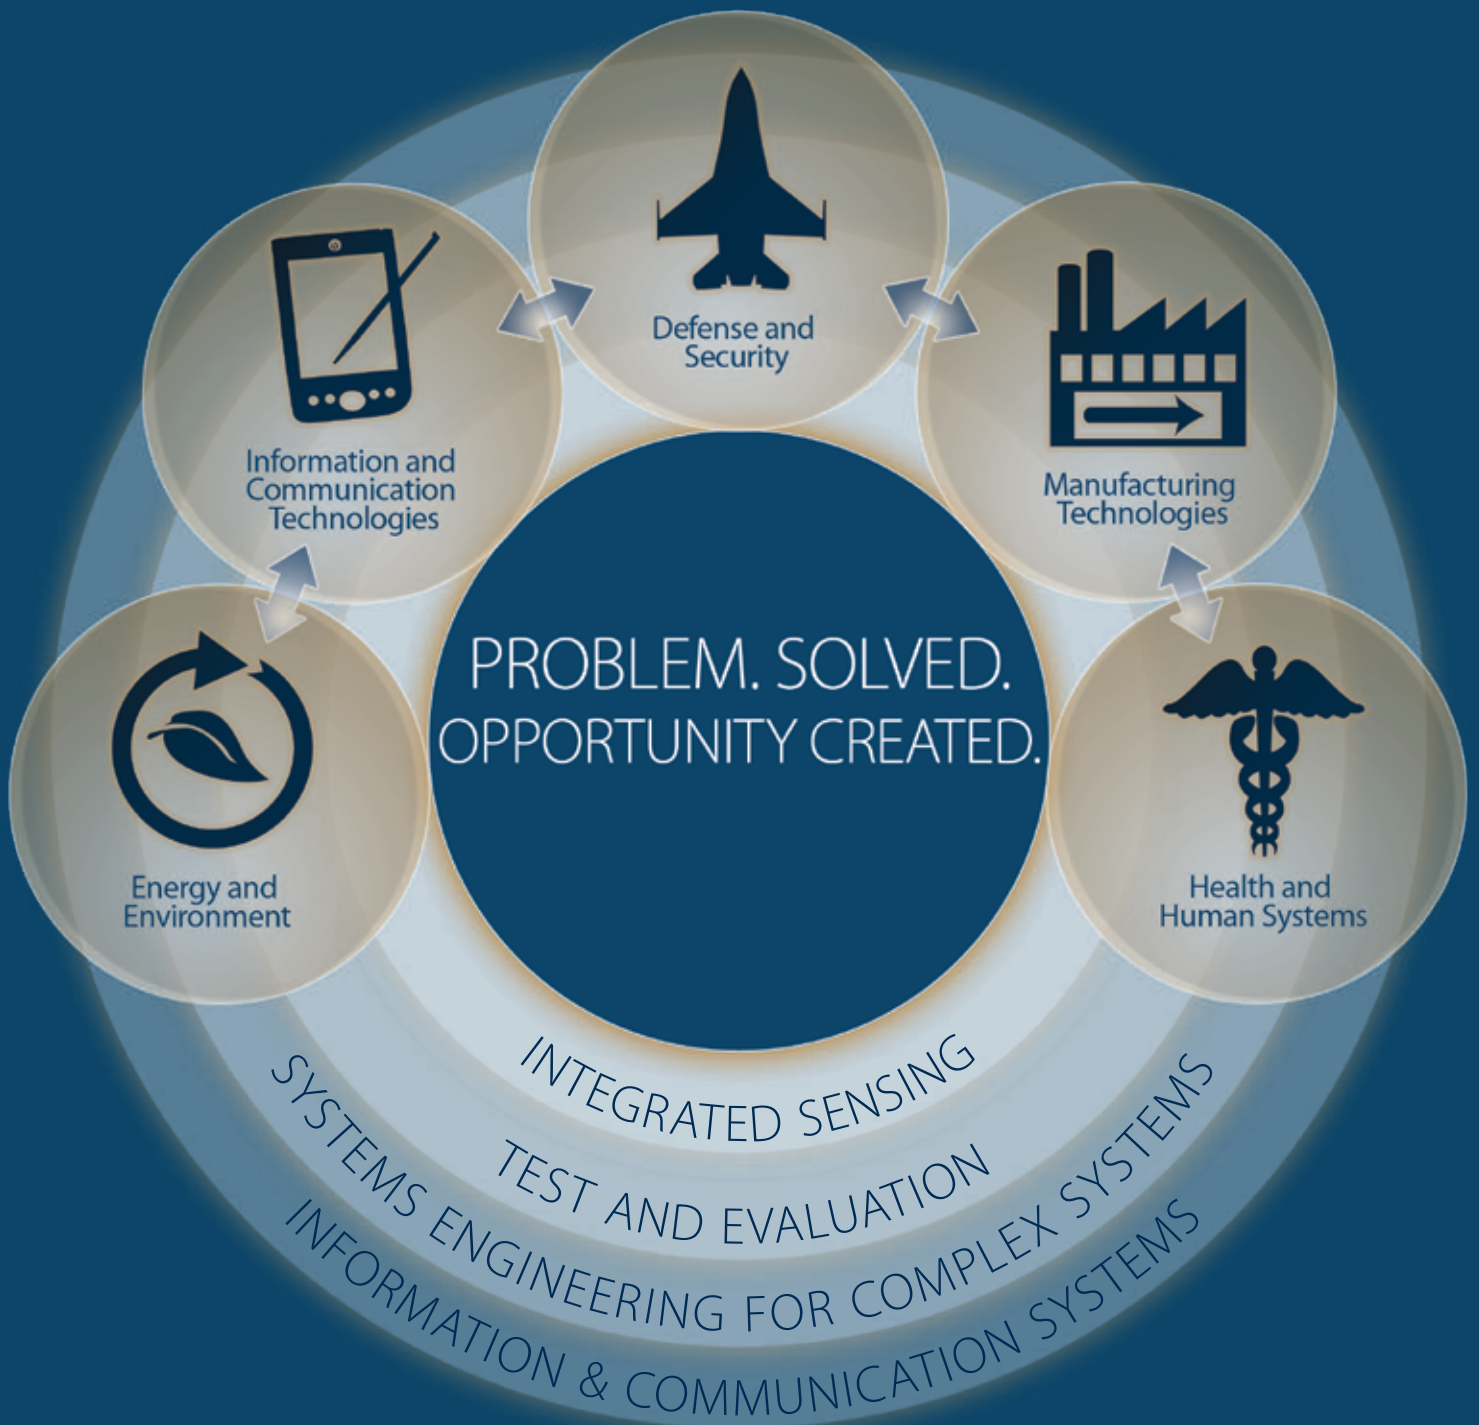 Defense and
Security
Information and
Communication
Technologies
Manufacturing
Technologies
PROBLEM. SOLVED.
OPPORTUNITY CREATED.
Energy and
Environment
Health and
Human Systems
INTEGRATED SENSING
TEST AND EVALUATION
SYSTEMS ENGINEERING FOR COMPLEX SYSTEMS
INFORMATION & COMMUNICATION SYSTEMS